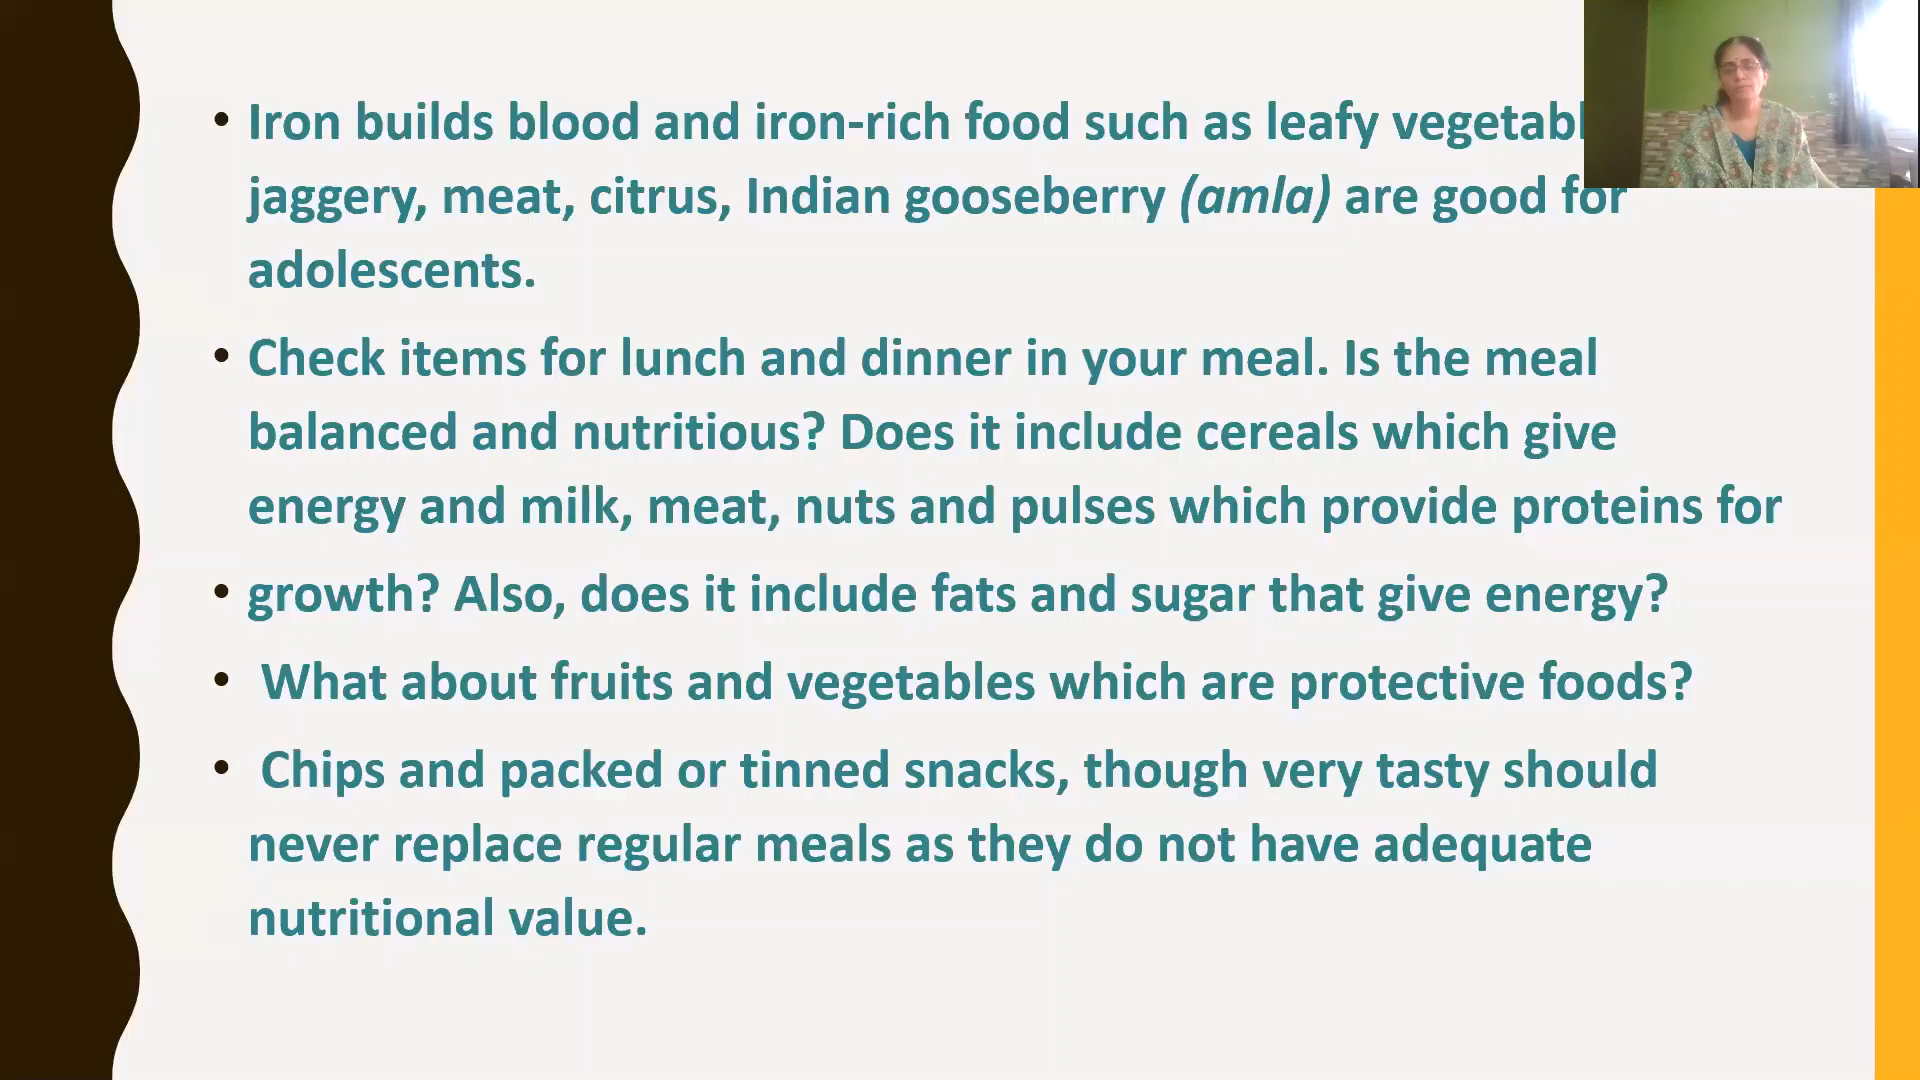 • Iron builds blood and iron-rich food such as leafy
jaggery, meat, citrus, Indian gooseberry (amla) are good for
adolescents.
• Check items for lunch and dinner in your meal. Is the meal
balanced and nutritious? Does it include cereals which give
energy and milk, meat, nuts and pulses which provide proteins for
• growth? Also, does it include fats and sugar that give energy?
• What about fruits and vegetables which are protective foods?
• Chips and packed or tinned snacks, though very tasty should
never replace regular meals as they do not have adequate
nutritional value.